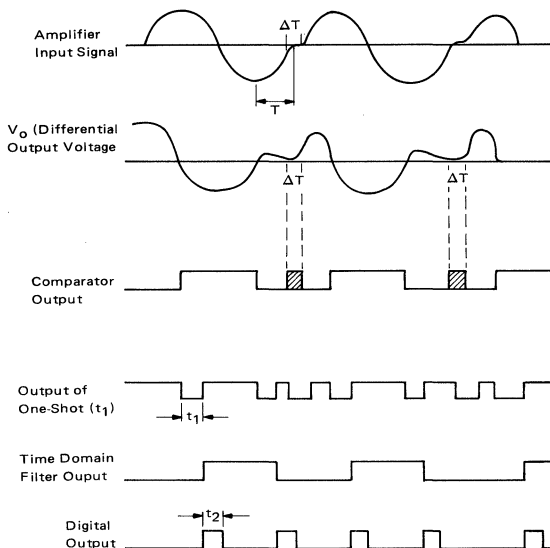 Amplifier
Input Signal
ΔT
T
Vo (Differential
Output Voltage
ΔT
ΔT
Comparator
Output
Output of
One-Shot (t1)
t1
Time Domain
Filter Ouput
t2
Digital
Output